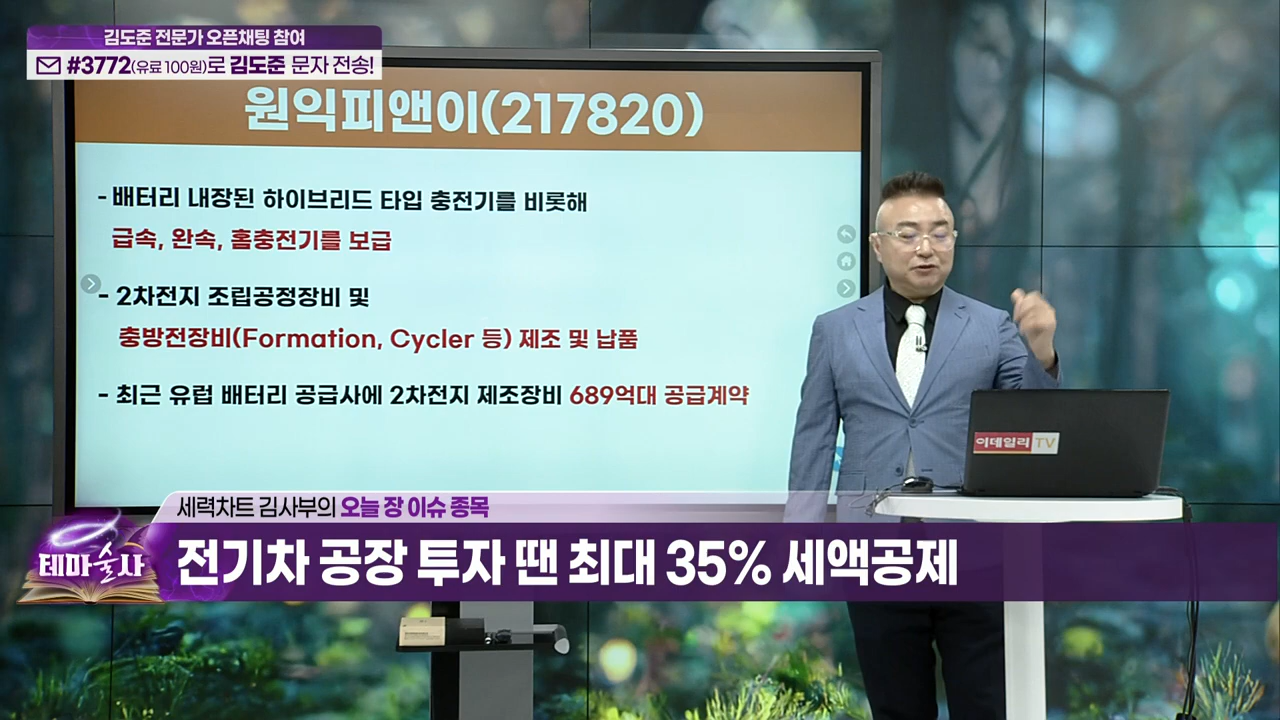 김도준 전문가 오픈채팅 참여
#3772(유료 100원)로 김도준 문자 전송!
원익피앤이(217820)
- 배터리 내장된 하이브리드 타입 충전기를 비롯해
급속, 완속, 홈충전기를 보급
- 2차전지 조립공정장비 및
충방전장비(Formation, Cycler 등) 제조 및 납품
- 최근 유럽 배터리 공급사에 2차전지 제조장비 689억대 공급계약
이데일리TV
세력차트 김사부의 오늘 장 이슈 종목
테마술사
전기차 공장 투자 땐 최대 35% 세액공제